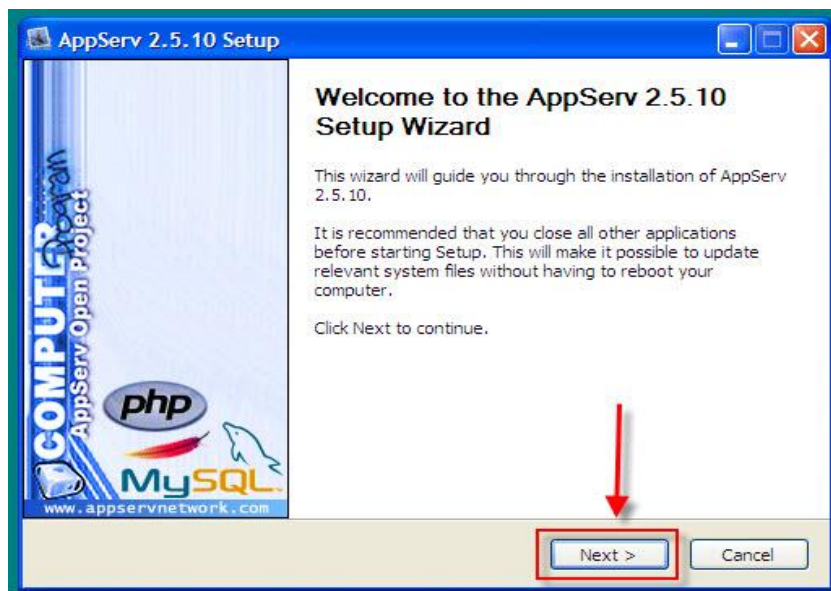 AppServ 2.5.10 Setup
Welcome to the AppServ 2.5.10
Setup Wizard
This wizard will guide you through the installation of AppServ
2.5.10.
It is recommended that you close all other applications
before starting Setup. This will make it possible to update
relevant system files without having to reboot your
computer.
Click Next to continue.
COMPUTER
Program
AppServ Open Project
php
MySQL
www.appservnetwork.com
Next >
Cancel